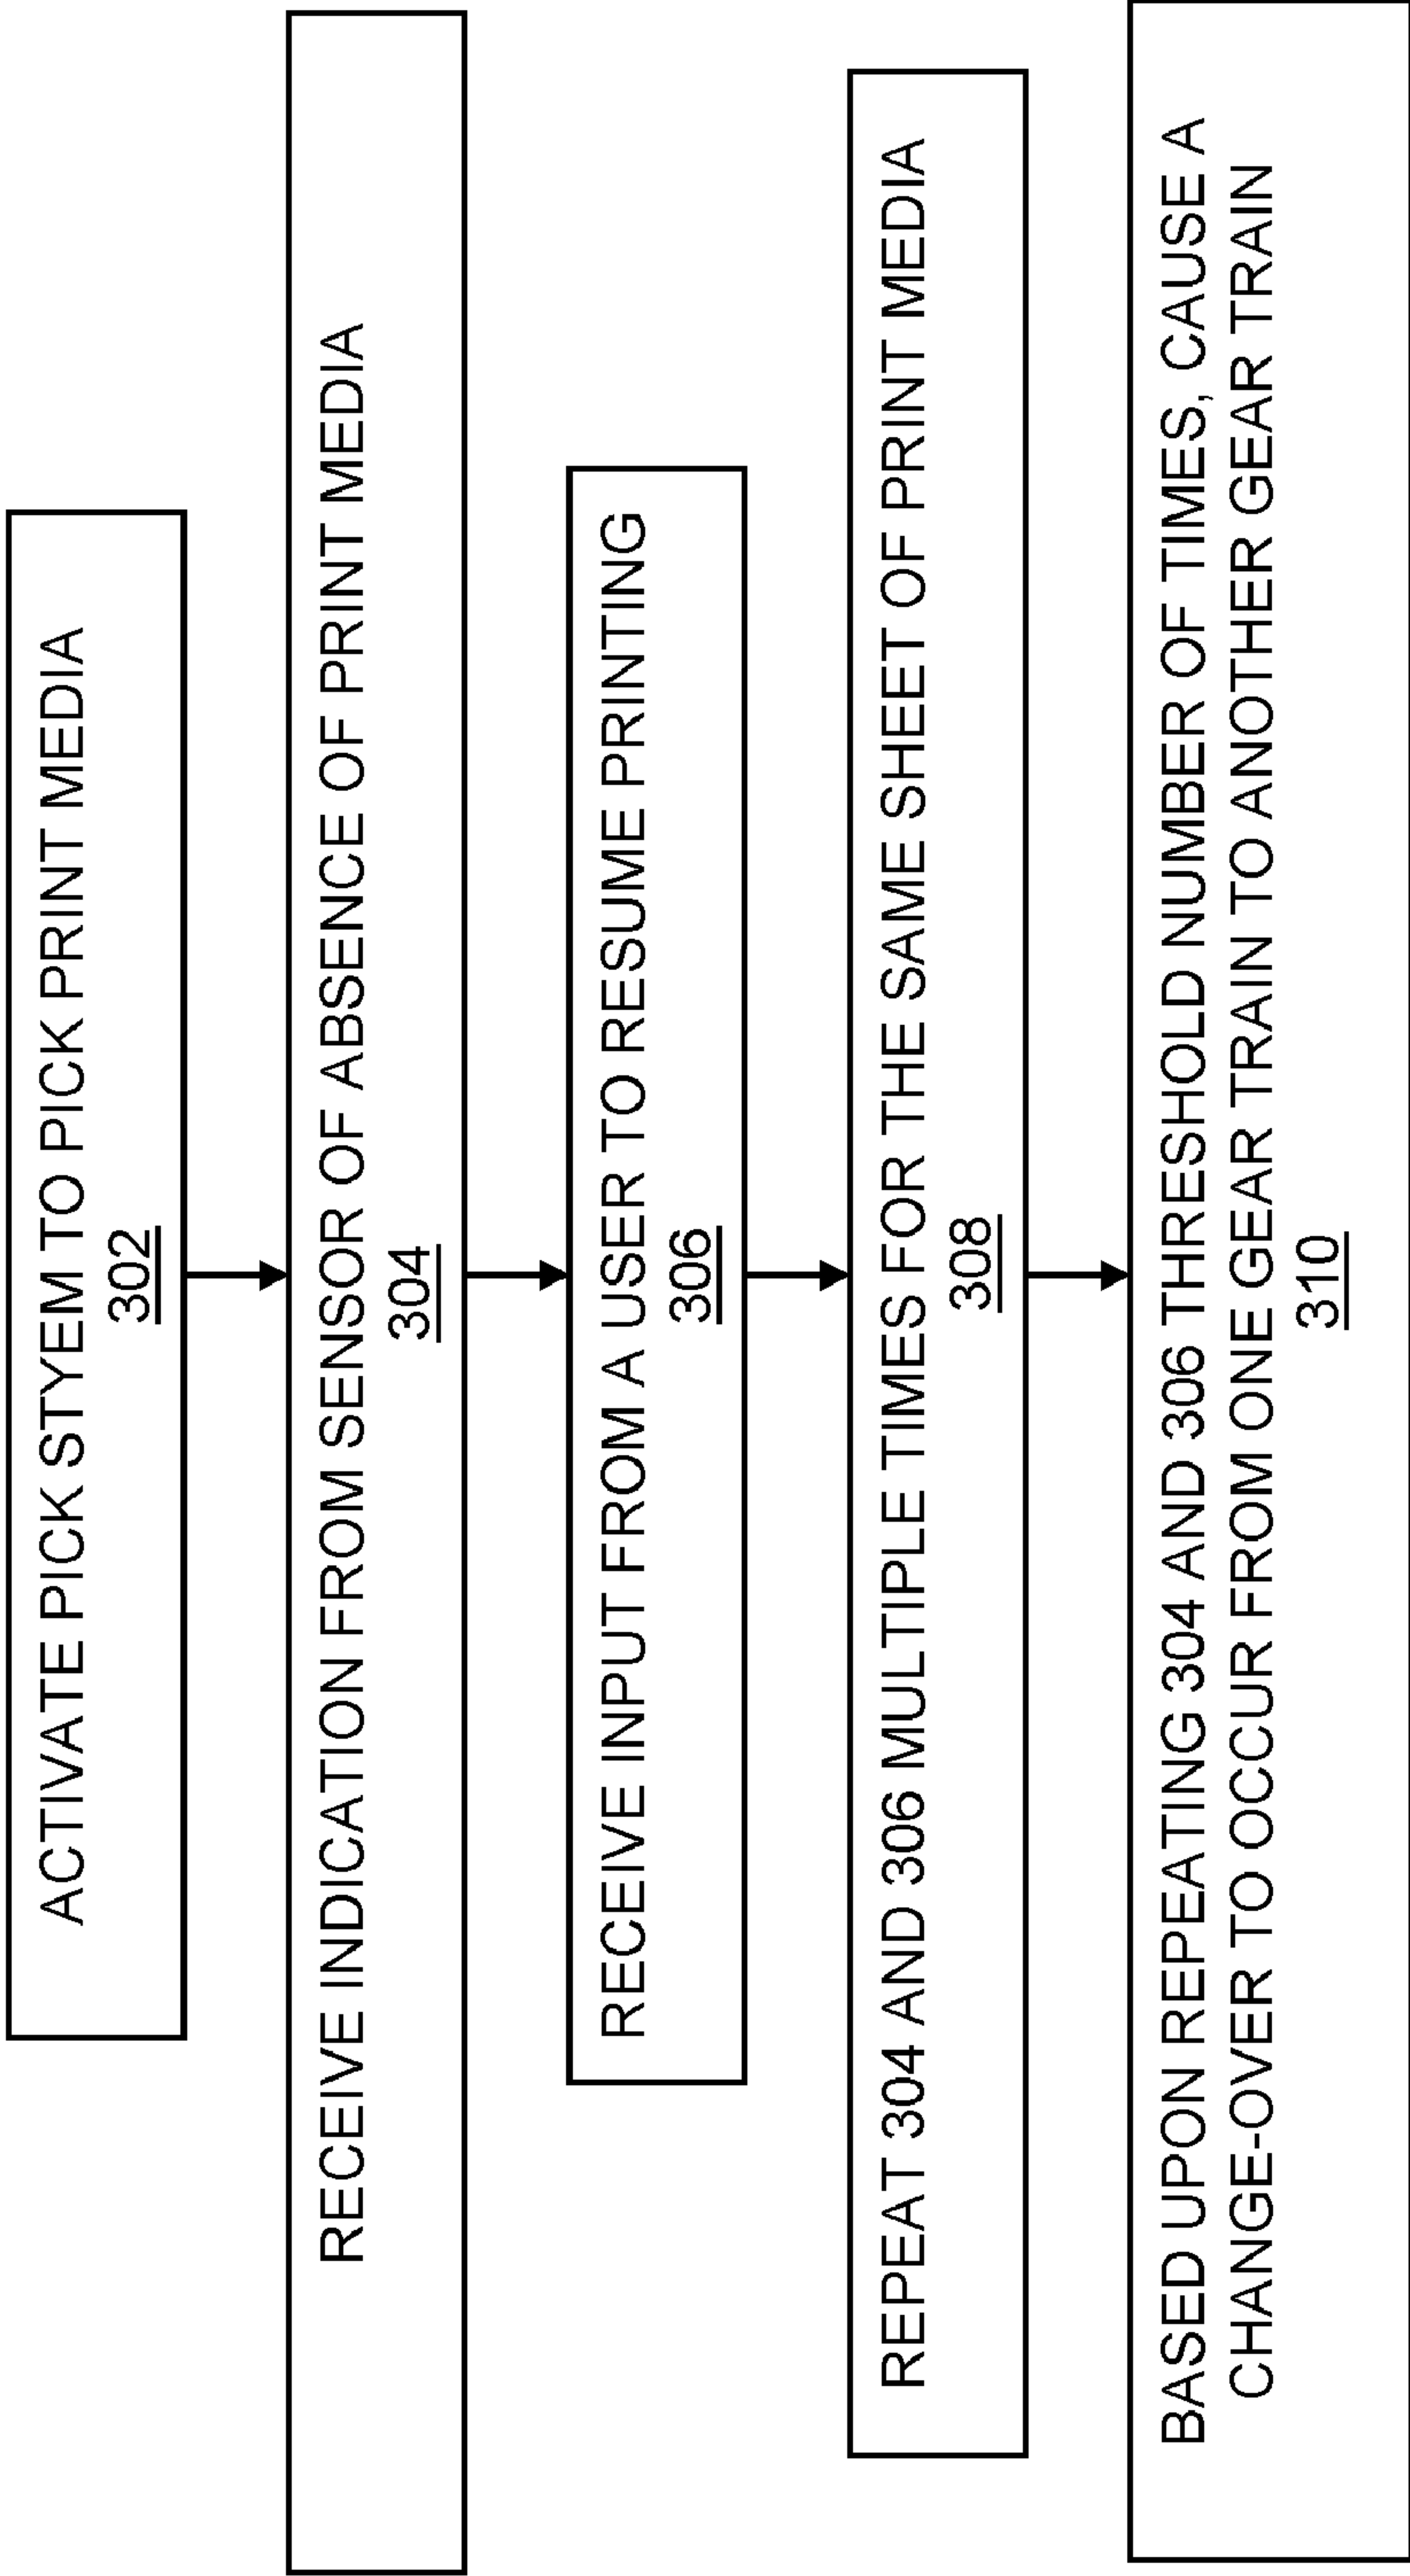 ACTIVATE PICK STYEM TO PICK PRINT MEDIA
302
RECEIVE INDICATION FROM SENSOR OF ABSENCE OF PRINT MEDIA
304
RECEIVE INPUT FROM A USER TO RESUME PRINTING
306
REPEAT 304 AND 306 MULTIPLE TIMES FOR THE SAME SHEET OF PRINT MEDIA
308
BASED UPON REPEATING 304 AND 306 THRESHOLD NUMBER OF TIMES, CAUSE A
CHANGE-OVER TO OCCUR FROM ONE GEAR TRAIN TO ANOTHER GEAR TRAIN
310